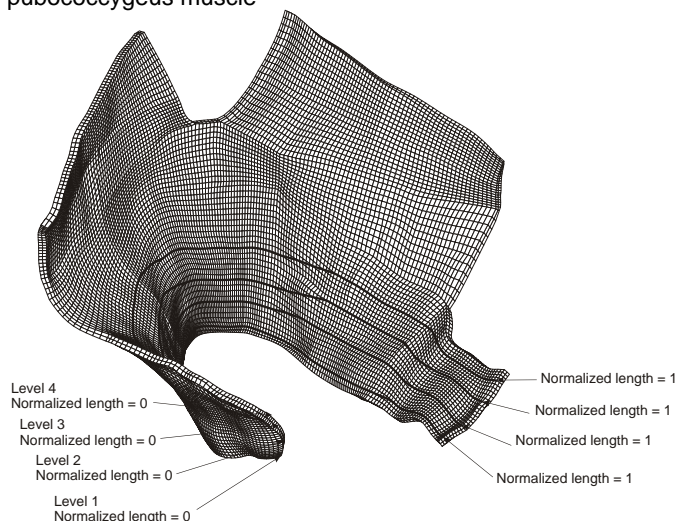 pubococcygeus muscle
Level 4
Normalized length = 0
Level 3
Normalized length = 0
Level 2
Normalized length = 0
Level 1
Normalized length = 0
Normalized length = 1
Normalized length = 1
Normalized length = 1
Normalized length = 1